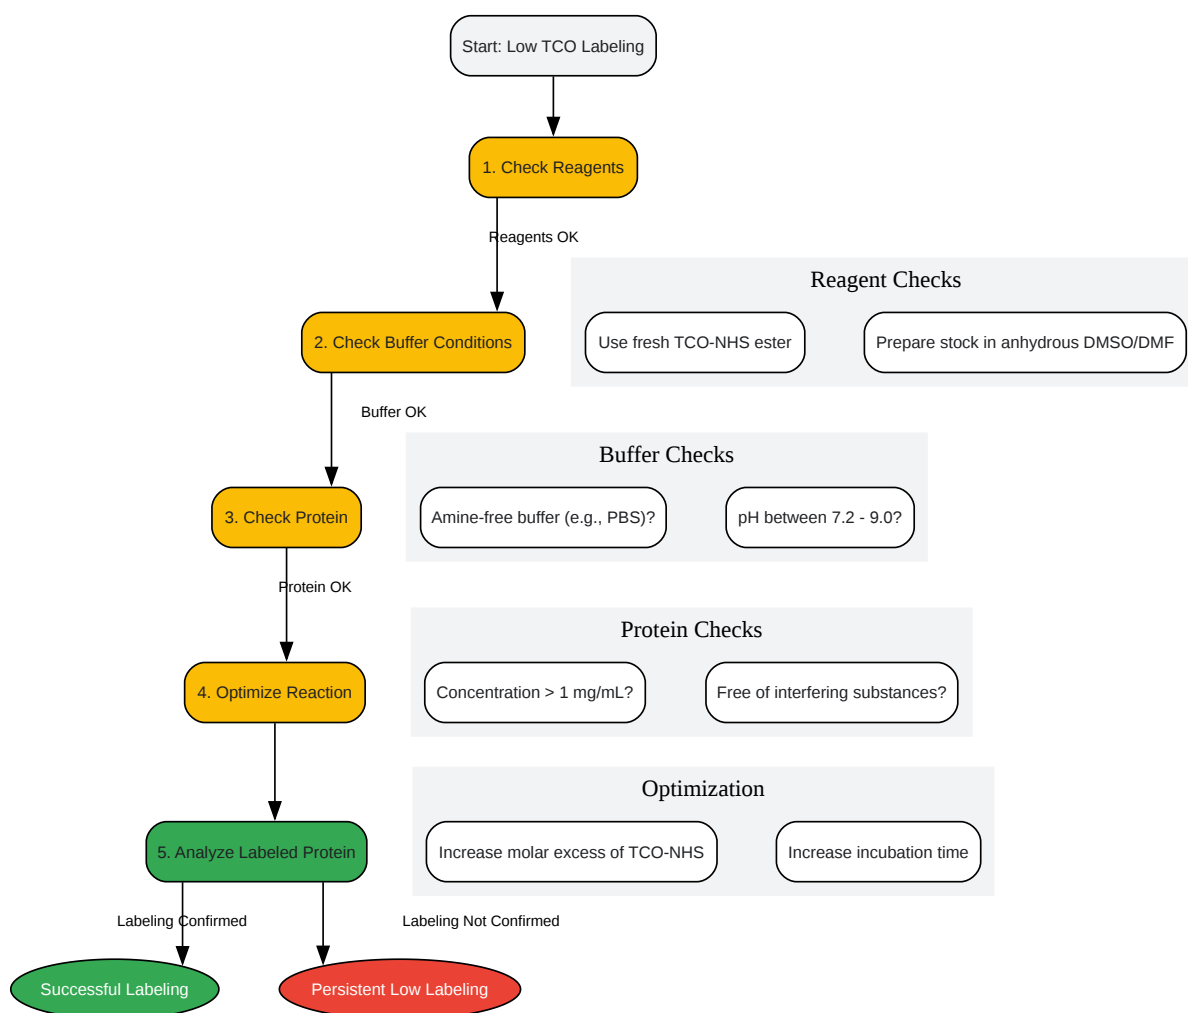 Start: Low TCO Labeling
1. Check Reagents
Reagents OK
Reagent Checks
Use fresh TCO-NHS ester
Prepare stock in anhydrous DMSO/DMF
2. Check Buffer Conditions
Buffer OK
Buffer Checks
Amine-free buffer (e.g., PBS)?
pH between 7.2 - 9.0?
3. Check Protein
Protein OK
Protein Checks
Concentration > 1 mg/mL?
Free of interfering substances?
4. Optimize Reaction
Optimization
Increase molar excess of TCO-NHS
Increase incubation time
5. Analyze Labeled Protein
Labeling Confirmed
Labeling Not Confirmed
Successful Labeling
Persistent Low Labeling